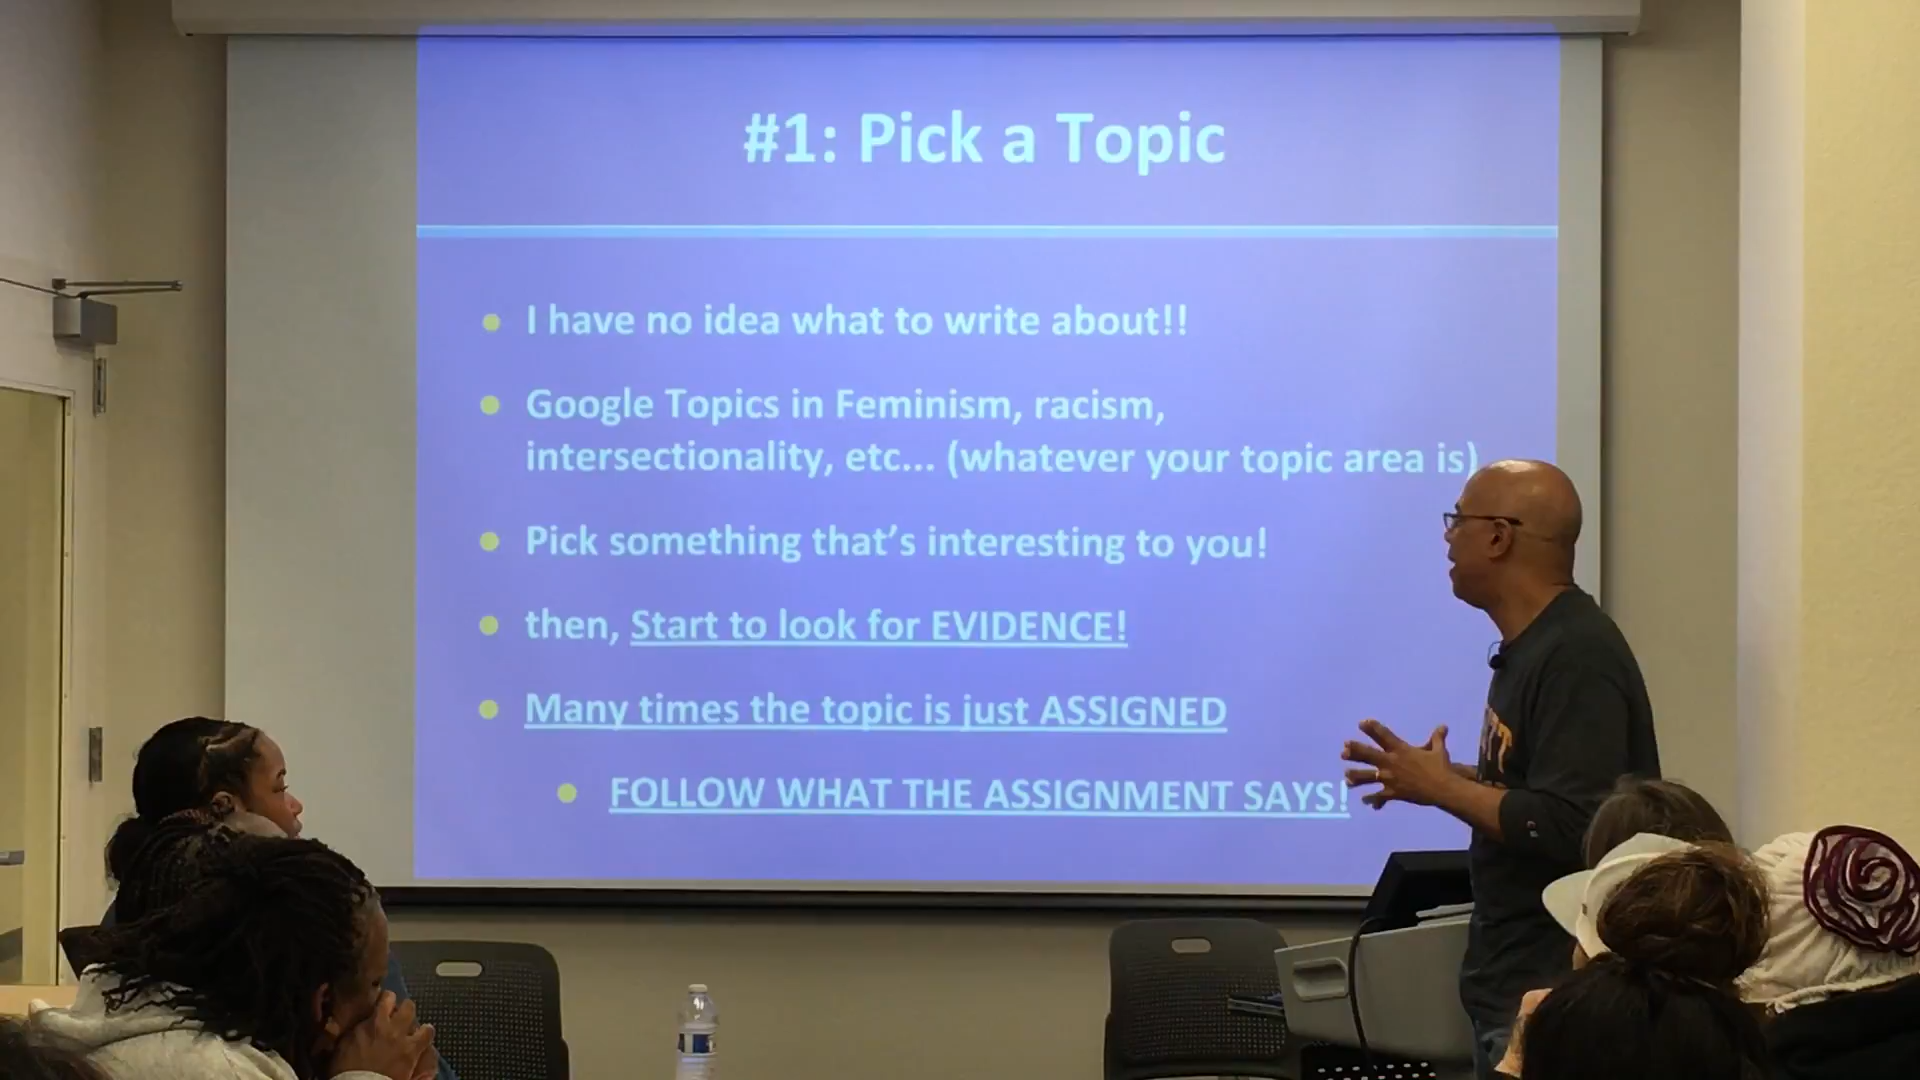 #1: Pick a Topic
I have no idea what to write about!!
Google Topics in Feminism, racism,
intersectionality, etc... (whatever your topic area is)
Pick something that's interesting to you!
then, Start to look for EVIDENCE!
Many times the topic is just ASSIGNED
FOLLOW WHAT THE ASSIGNMENT SAYS!